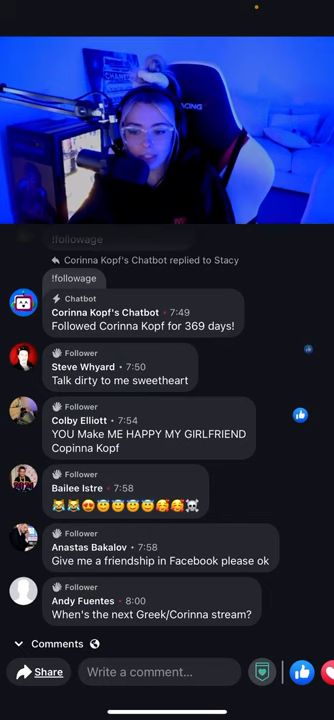 CHANEL
RACING
!followage
Corinna Kopf's Chatbot replied to Stacy
!followage
Chatbot
Corinna Kopf's Chatbot • 7:49
Followed Corinna Kopf for 369 days!
Follower
Steve Whyard • 7:50
Talk dirty to me sweetheart
Follower
Colby Elliott • 7:54
YOU Make ME HAPPY MY GIRLFRIEND
Copinna Kopf
Follower
Bailee Istre • 7:58
😹😹😍😇😇😇😇😇🥰🥰☠️
Follower
Anastas Bakalov • 7:58
Give me a friendship in Facebook please ok
Follower
Andy Fuentes • 8:00
When's the next Greek/Corinna stream?
Comments
Share
Write a comment...